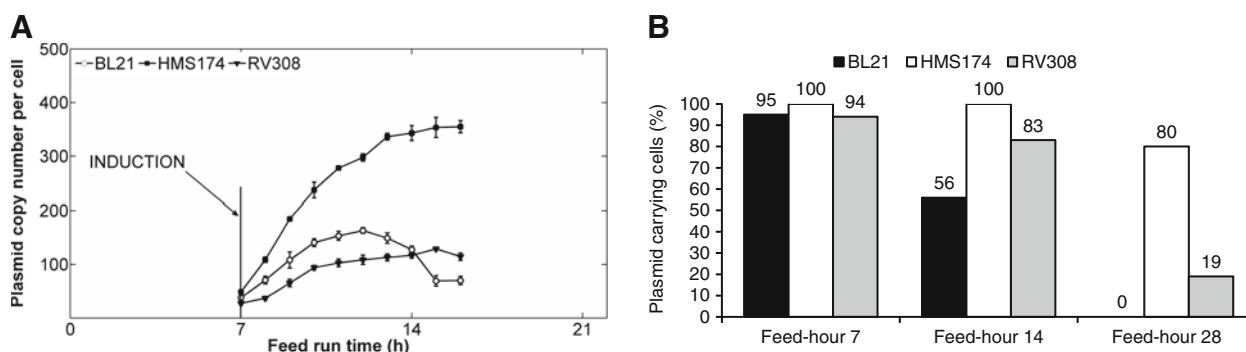 A
500
400
300
200
100
Plasmid copy number per cell
BL21 HMS174 RV308
INDUCTION
0 7 14 21
Feed run time (h)
B
BL21 HMS174 RV308
100
90
80
70
60
50
40
30
20
10
0
Plasmid carrying cells (%)
95 100 94
56 100 83
0 80 19
Feed-hour 7 Feed-hour 14 Feed-hour 28